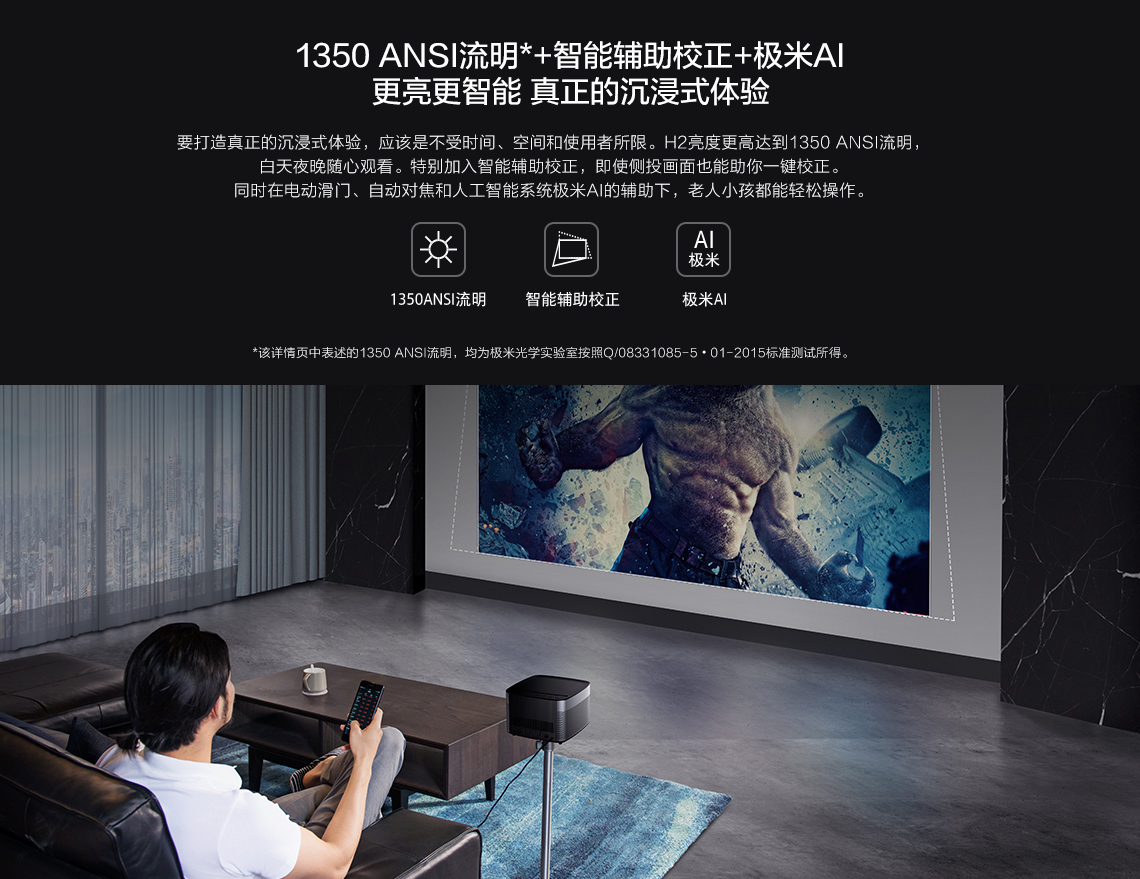 1350 ANSI流明*+智能辅助校正+极米AI
更亮更智能 真正的沉浸式体验
要打造真正的沉浸式体验，应该是不受时间、空间和使用者所限。H2亮度更高达到1350 ANSI流明，
白天夜晚随心观看。特别加入智能辅助校正，即使侧投画面也能助你一键校正。
同时在电动滑门、自动对焦和人工智能系统极米AI的辅助下，老人小孩都能轻松操作。
AI
极米
1350ANSI流明
智能辅助校正
极米AI
*该详情页中表述的1350 ANSI流明，均为极米光学实验室按照Q/08331085-5•01-2015标准测试所得。